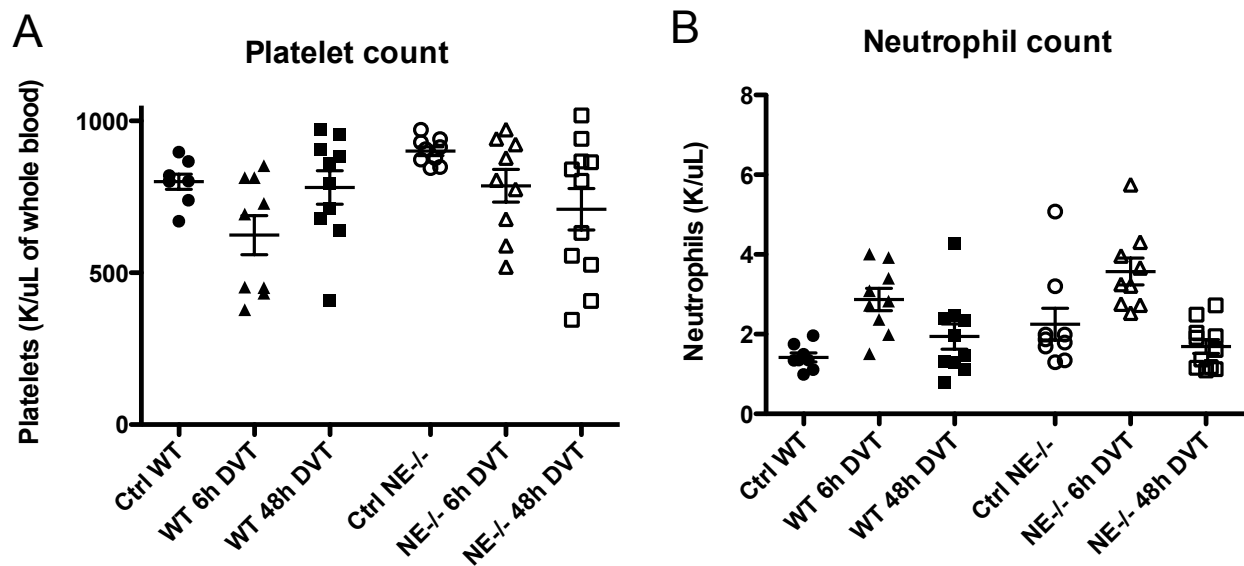 A
Platelet count
Platelets (K/uL of whole blood)
1000
500
0
Ctrl WT
WT 6h DVT
WT 48h DVT
Ctrl NE-/-
NE-/- 6h DVT
NE-/- 48h DVT
B
Neutrophil count
Neutrophils (K/uL)
8
6
4
2
0
Ctrl WT
WT 6h DVT
WT 48h DVT
Ctrl NE-/-
NE-/- 6h DVT
NE-/- 48h DVT